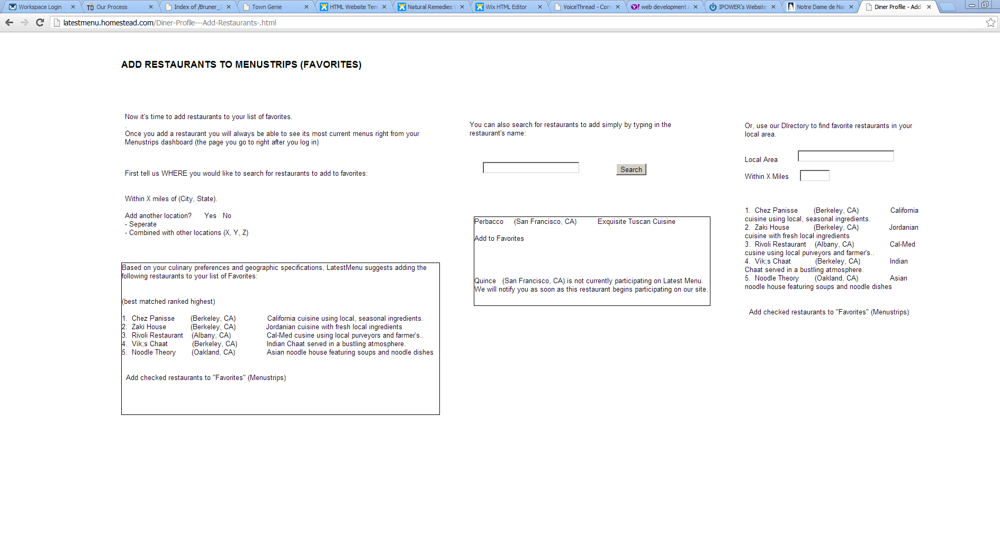 Workspace Login
Our Process
Index of /Bruner_
Town Genie
HTML Website Tem
Natural Remedies
Wix HTML Editor
VoiceThread - Con
web development
IPOWER's Website
Notre Dame de Na
Diner Profile - Add
latestmenu.homestead.com/Diner-Profile---Add-Restaurants-.html
ADD RESTAURANTS TO MENUSTRIPS (FAVORITES)
Now it's time to add restaurants to your list of favorites.
.
Once you add a restaurant you will always be able to see its most current menus right from your
Menustrips dashboard (the page you go to right after you log in)
First tell us WHERE you would like to search for restaurants to add to favorites:
Within X miles of (City, State).
Add another location? Yes No
- Seperate
- Combined with other locations (X, Y, Z)
Based on your culinary preferences and geographic specifications, LatestMenu suggests adding the
following restaurants to your list of Favorites:
(best matched ranked highest)
1. Chez Panisse (Berkeley, CA) California cuisine using local, seasonal ingredients.
2. Zaki House (Berkeley, CA) Jordanian cuisine with fresh local ingredients
3. Rivoli Restaurant (Albany, CA) Cal-Med cusine using local purveyors and farmer's..
4. Vik;s Chaat (Berkeley, CA) Indian Chaat served in a bustling atmosphere.
5. Noodle Theory (Oakland, CA) Asian noodle house featuring soups and noodle dishes
Add checked restaurants to "Favorites" (Menustrips)
You can also search for restaurants to add simply by typing in the
restaurant's name:
Search
Perbacco (San Francisco, CA) Exquisite Tuscan Cuisine
Add to Favorites
Quince (San Francisco, CA) is not currently participating on Latest Menu.
We will notify you as soon as this restaurant begins participating on our site.
Or, use our DIrectory to find favorite restaurants in your
local area.
Local Area
Within X Miles
1. Chez Panisse (Berkeley, CA) California
cuisine using local, seasonal ingredients.
2. Zaki House (Berkeley, CA) Jordanian
cuisine with fresh local ingredients
3. Rivoli Restaurant (Albany, CA) Cal-Med
cusine using local purveyors and farmer's..
4. Vik;s Chaat (Berkeley, CA) Indian
Chaat served in a bustling atmosphere.
5. Noodle Theory (Oakland, CA) Asian
noodle house featuring soups and noodle dishes
Add checked restaurants to "Favorites" (Menustrips)